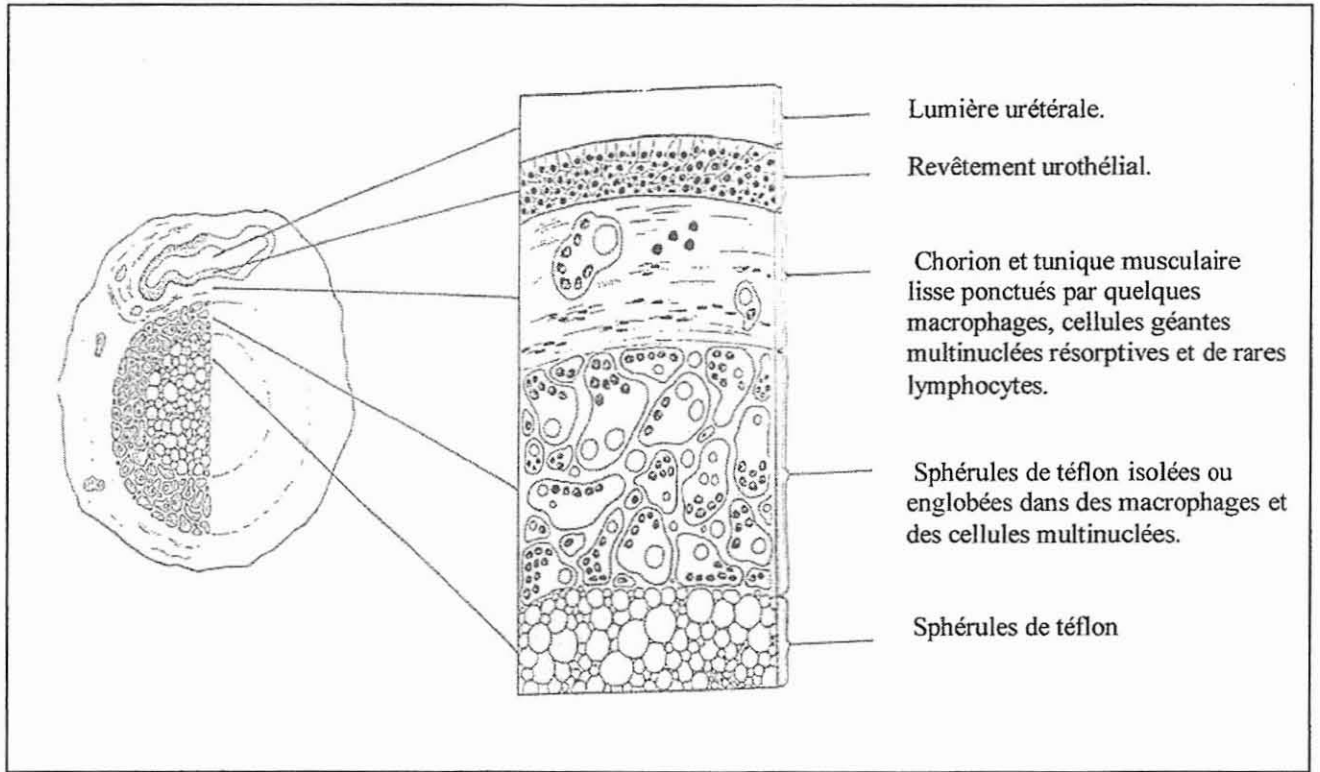 Lumière urétérale.
Revêtement urothélial.
Chorion et tunique musculaire
lisse ponctués par quelques
macrophages, cellules géantes
multinuclées résorptives et de rares
lymphocytes.
Sphérules de téflon isolées ou
englobées dans des macrophages et
des cellules multinuclées.
Sphérules de téflon